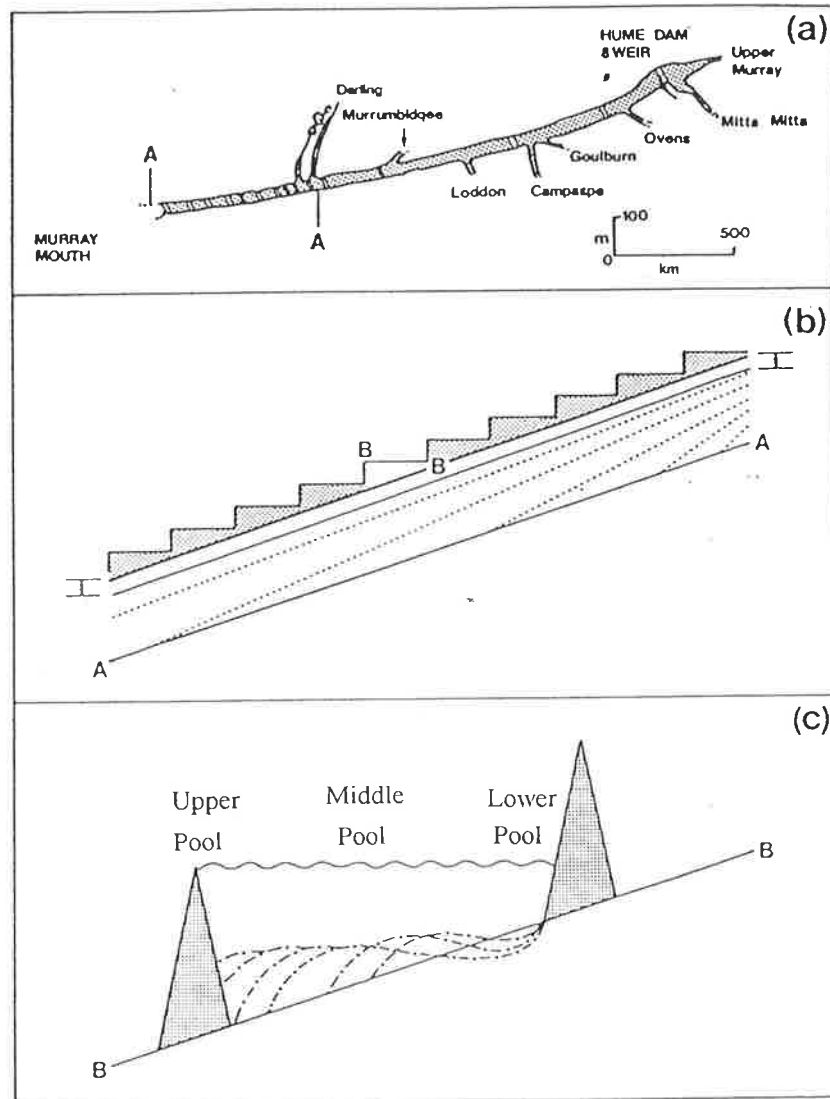 (a)
HUME DAM
& WEIR
Upper
Murray
Darling
Murrumbidgee
Mitta Mitta
Ovens
Goulburn
Loddon
Campaspe
A
A
MURRAY
MOUTH
100
m
0
500
km
(b)
B
B
A
A
(c)
Upper
Pool
Middle
Pool
Lower
Pool
B
B